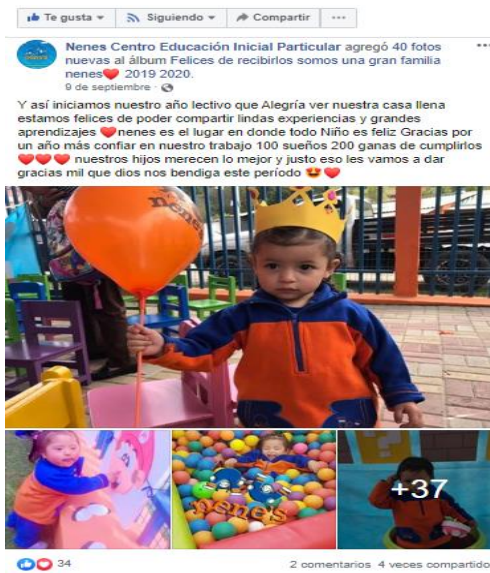 Te gusta Siguiendo Compartir ...
Nenes Centro Educación Inicial Particular agregó 40 fotos
nuevas al álbum Felices de recibirlos somos una gran familia
nenes❤ 2019 2020.
9 de septiembre ·
Y así iniciamos nuestro año lectivo que Alegría ver nuestra casa llena
estamos felices de poder compartir lindas experiencias y grandes
aprendizajes ❤nenes es el lugar en donde todo Niño es feliz Gracias por
un año más confiar en nuestro trabajo 100 sueños 200 ganas de cumplirlos
❤❤❤ nuestros hijos merecen lo mejor y justo eso les vamos a dar
gracias mil que dios nos bendiga este período 🤩❤
nenes
nene's
+37
34
2 comentarios 4 veces compartido